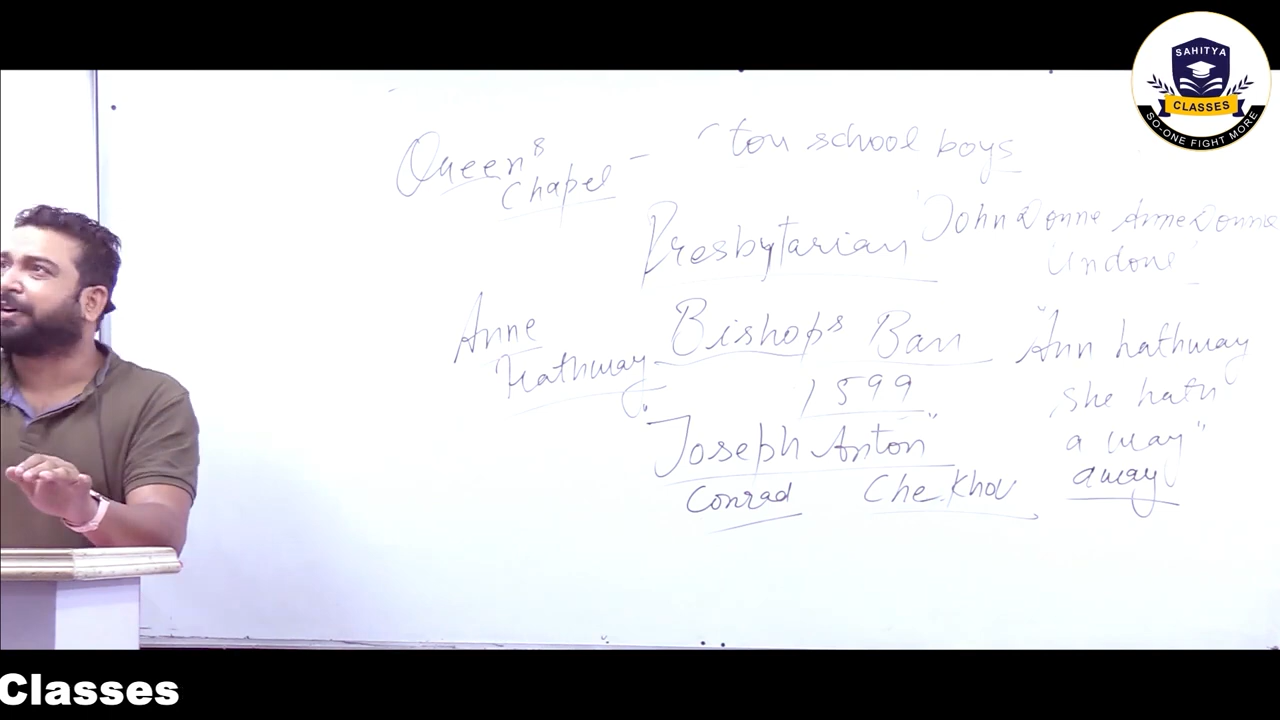 SAHITYA
CLASSES
SO-ONE FIGHT MORE
Queen's Chapel - "ton school boys
Presbytarian
'John Donne Anne Donne
Undone'
Anne
Hathway
Bishops Ban
1599
"Ann hathway
she hath
a way"
away
"Joseph Anton"
Conrad Chekhov
Classes